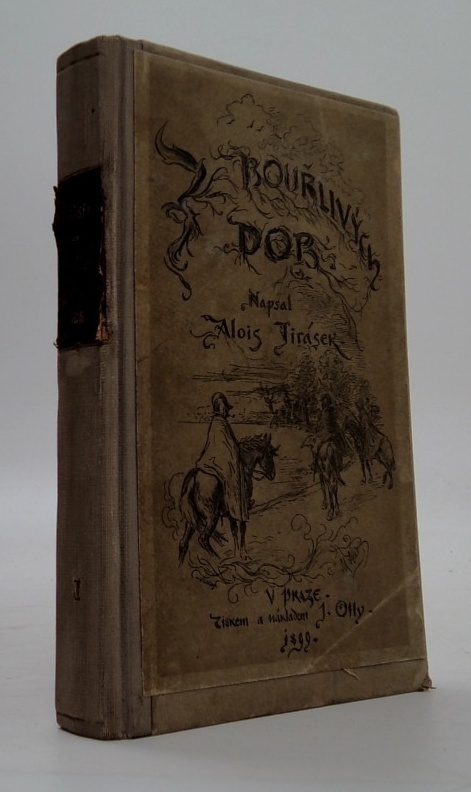 Z BOUŘLIVÝCH
DOB.
Napsal
Alois Jirásek
V PRAZE.
Tiskem a nákladem J. Otty.
1899.
I